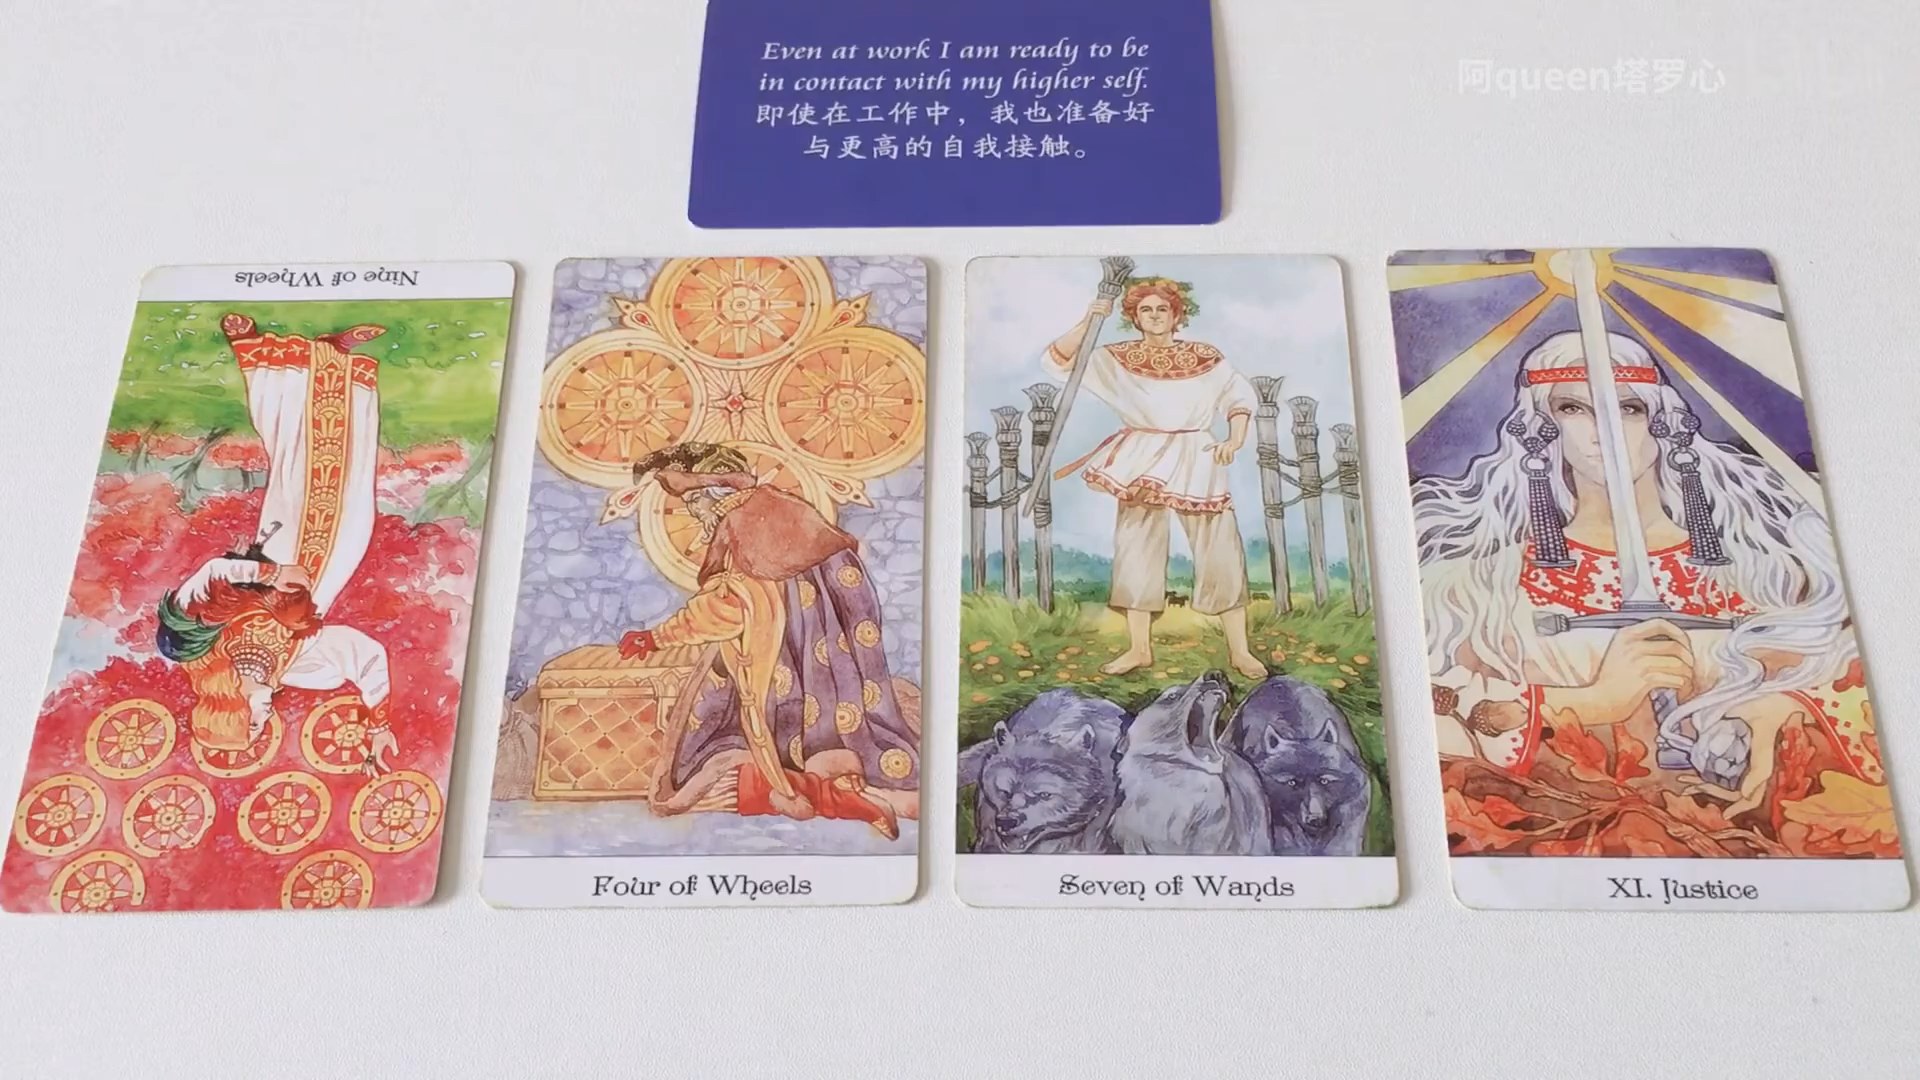 Even at work I am ready to be
in contact with my higher self.
即使在工作中，我也准备好
与更高的自我接触。
阿queen塔罗心
Nine of Wheels
Four of Wheels
Seven of Wands
XI. Justice